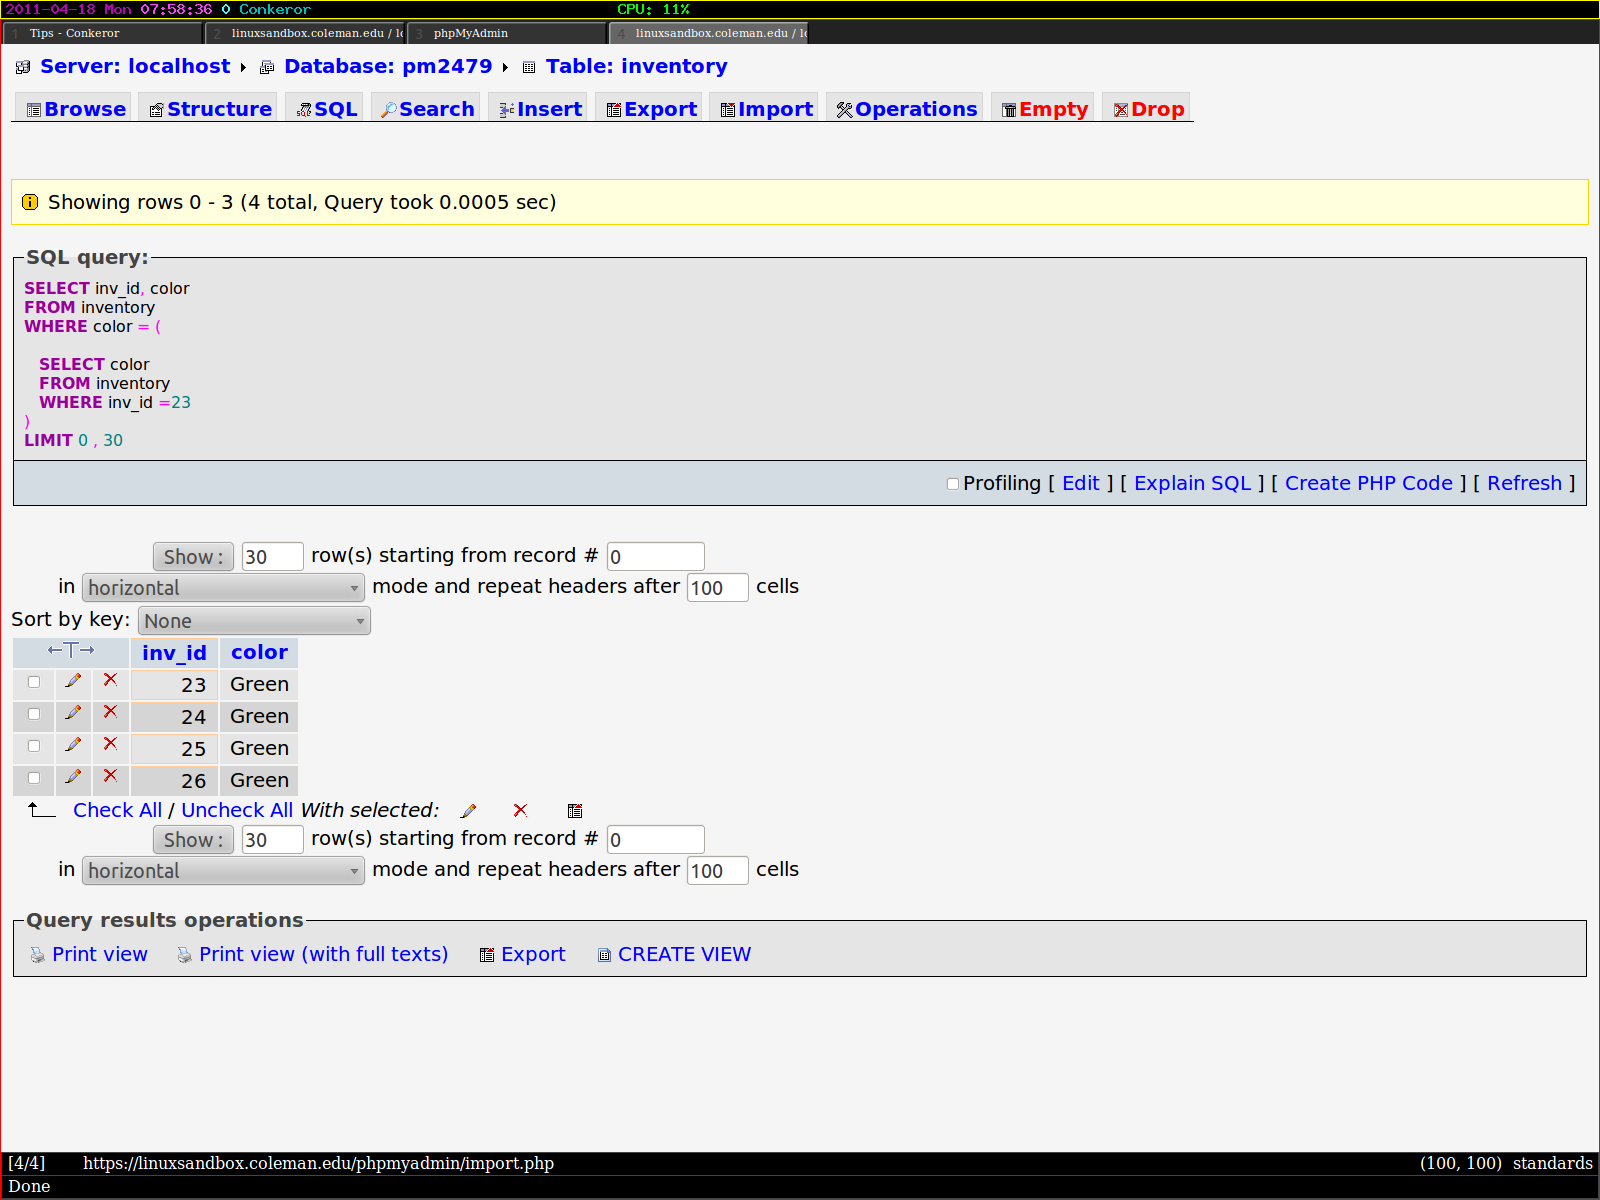 2011-04-18 Mon 07:58:36 0 Conkeror CPU: 11%
1 Tips - Conkeror 2 linuxsandbox.coleman.edu / lo 3 phpMyAdmin 4 linuxsandbox.coleman.edu / lo
Server: localhost Database: pm2479 Table: inventory
Browse Structure SQL Search Insert Export Import Operations Empty Drop
Showing rows 0 - 3 (4 total, Query took 0.0005 sec)
SQL query:
SELECT inv_id, color
FROM inventory
WHERE color = (
SELECT color
FROM inventory
WHERE inv_id =23
)
LIMIT 0 , 30
Profiling [ Edit ] [ Explain SQL ] [ Create PHP Code ] [ Refresh ]
Show : 30 row(s) starting from record # 0
in horizontal mode and repeat headers after 100 cells
Sort by key: None
←T→ inv_id color
23 Green
24 Green
25 Green
26 Green
Check All / Uncheck All With selected:
Show : 30 row(s) starting from record # 0
in horizontal mode and repeat headers after 100 cells
Query results operations
Print view Print view (with full texts) Export CREATE VIEW
[4/4] https://linuxsandbox.coleman.edu/phpmyadmin/import.php (100, 100) standards
Done